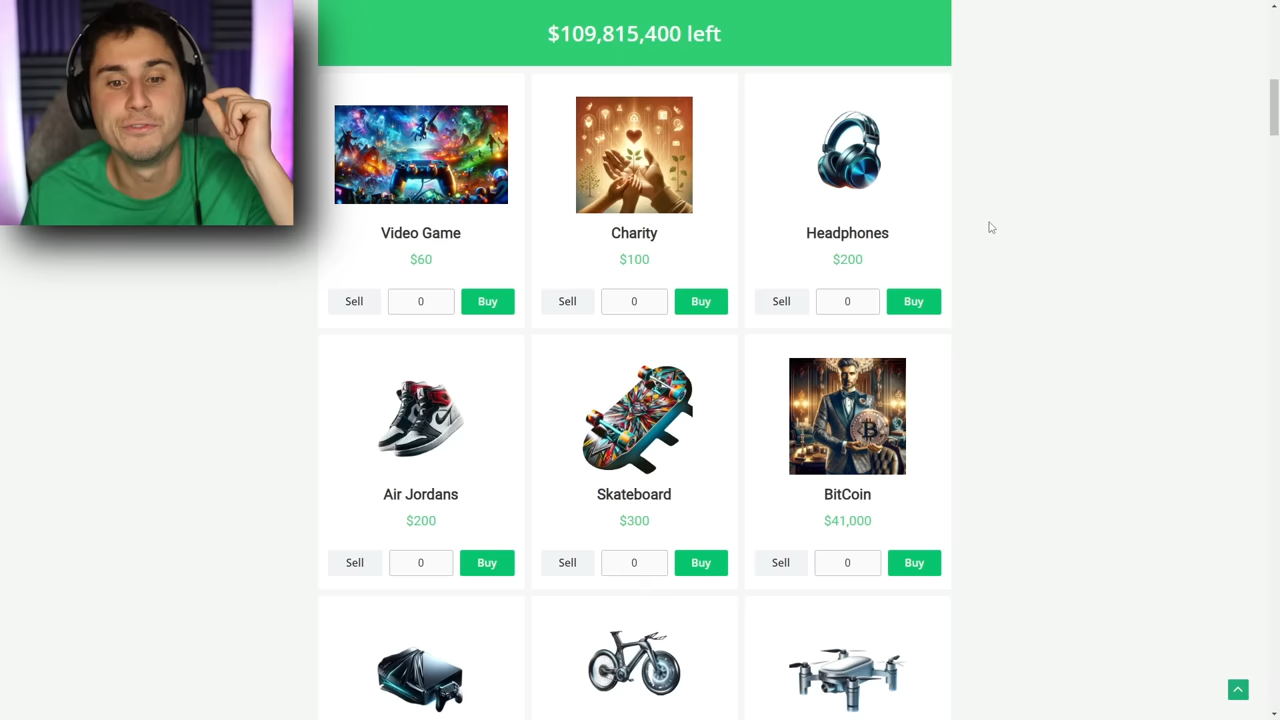 $109,815,400 left
Video Game
$60
Sell
0
Buy
Charity
$100
Sell
0
Buy
Headphones
$200
Sell
0
Buy
Air Jordans
$200
Sell
0
Buy
Skateboard
$300
Sell
0
Buy
BitCoin
$41,000
Sell
0
Buy